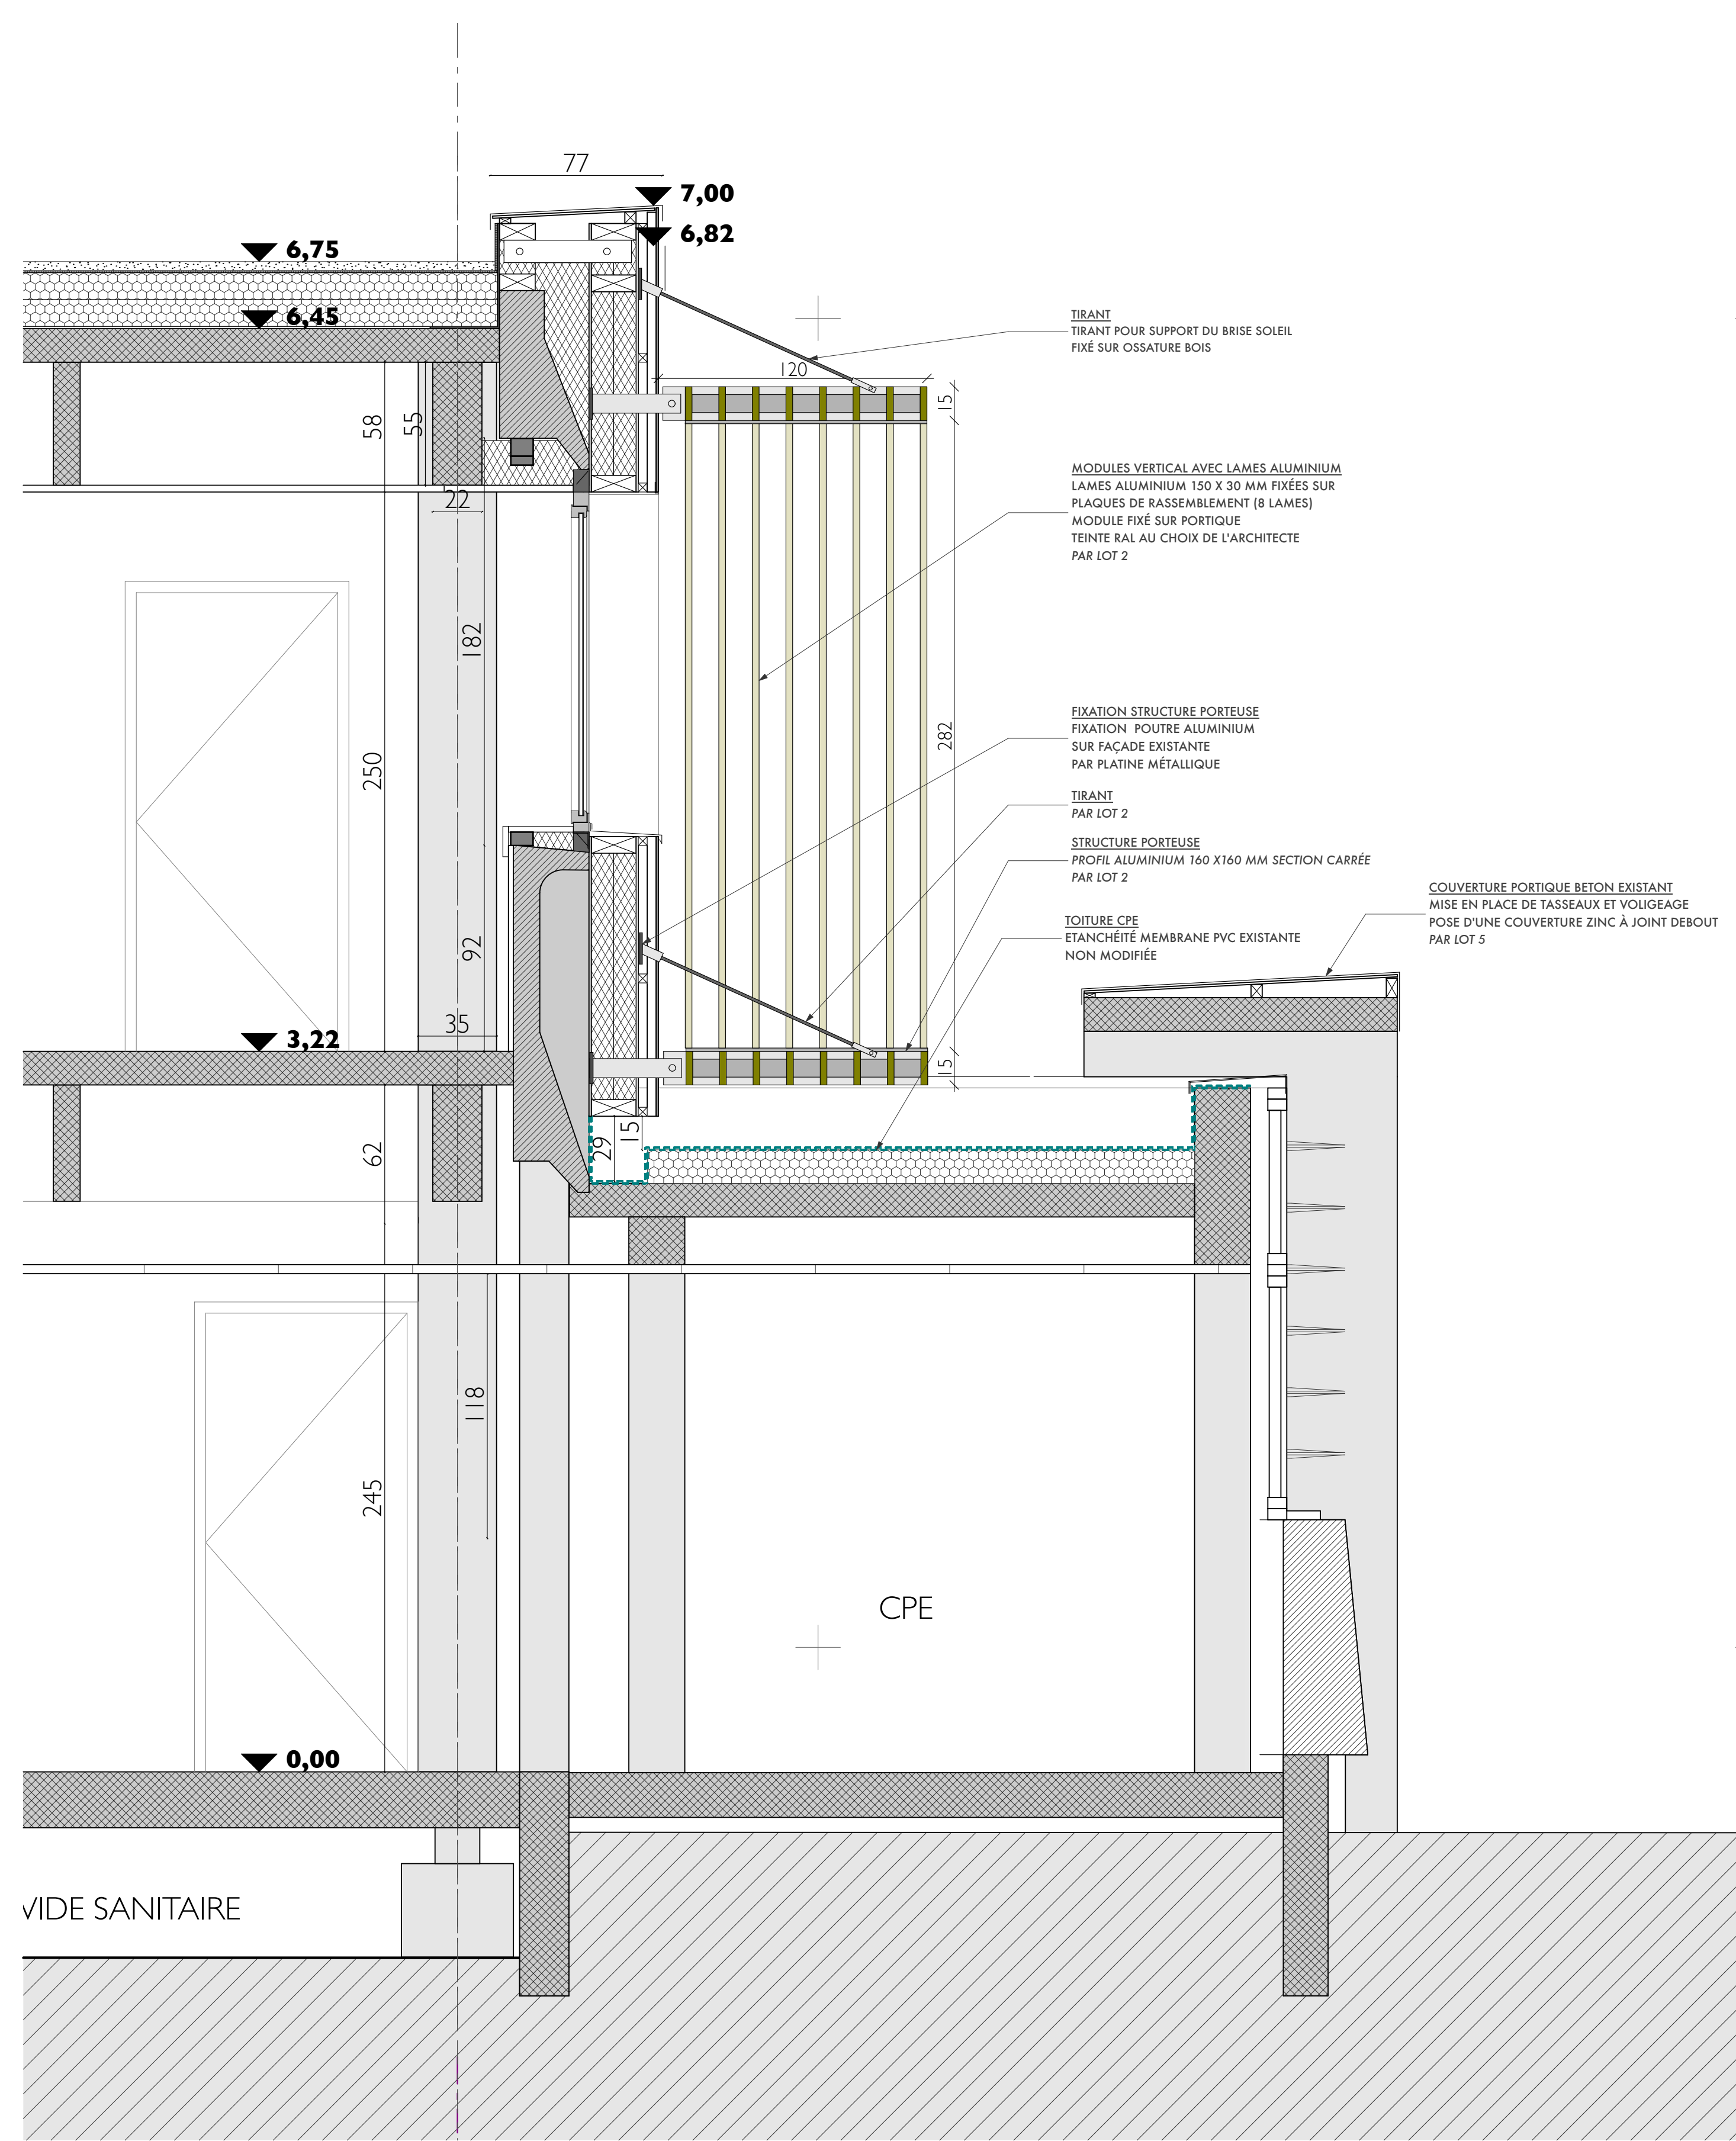 77
7,00
6,82
6,75
6,45
TIRANT
TIRANT POUR SUPPORT DU BRISE SOLEIL
FIXÉ SUR OSSATURE BOIS
120
15
58
55
22
MODULES VERTICAL AVEC LAMES ALUMINIUM
LAMES ALUMINIUM 150 X 30 MM FIXÉES SUR
PLAQUES DE RASSEMBLEMENT (8 LAMES)
MODULE FIXÉ SUR PORTIQUE
TEINTE RAL AU CHOIX DE L'ARCHITECTE
PAR LOT 2
182
250
282
FIXATION STRUCTURE PORTEUSE
FIXATION  POUTRE ALUMINIUM
SUR FAÇADE EXISTANTE
PAR PLATINE MÉTALLIQUE
TIRANT
PAR LOT 2
STRUCTURE PORTEUSE
PROFIL ALUMINIUM 160 X160 MM SECTION CARRÉE
PAR LOT 2
COUVERTURE PORTIQUE BETON EXISTANT
MISE EN PLACE DE TASSEAUX ET VOLIGEAGE
POSE D'UNE COUVERTURE ZINC À JOINT DEBOUT
PAR LOT 5
TOITURE CPE
ETANCHÉITÉ MEMBRANE PVC EXISTANTE
NON MODIFIÉE
92
35
3,22
15
62
29
15
118
245
CPE
0,00
VIDE SANITAIRE